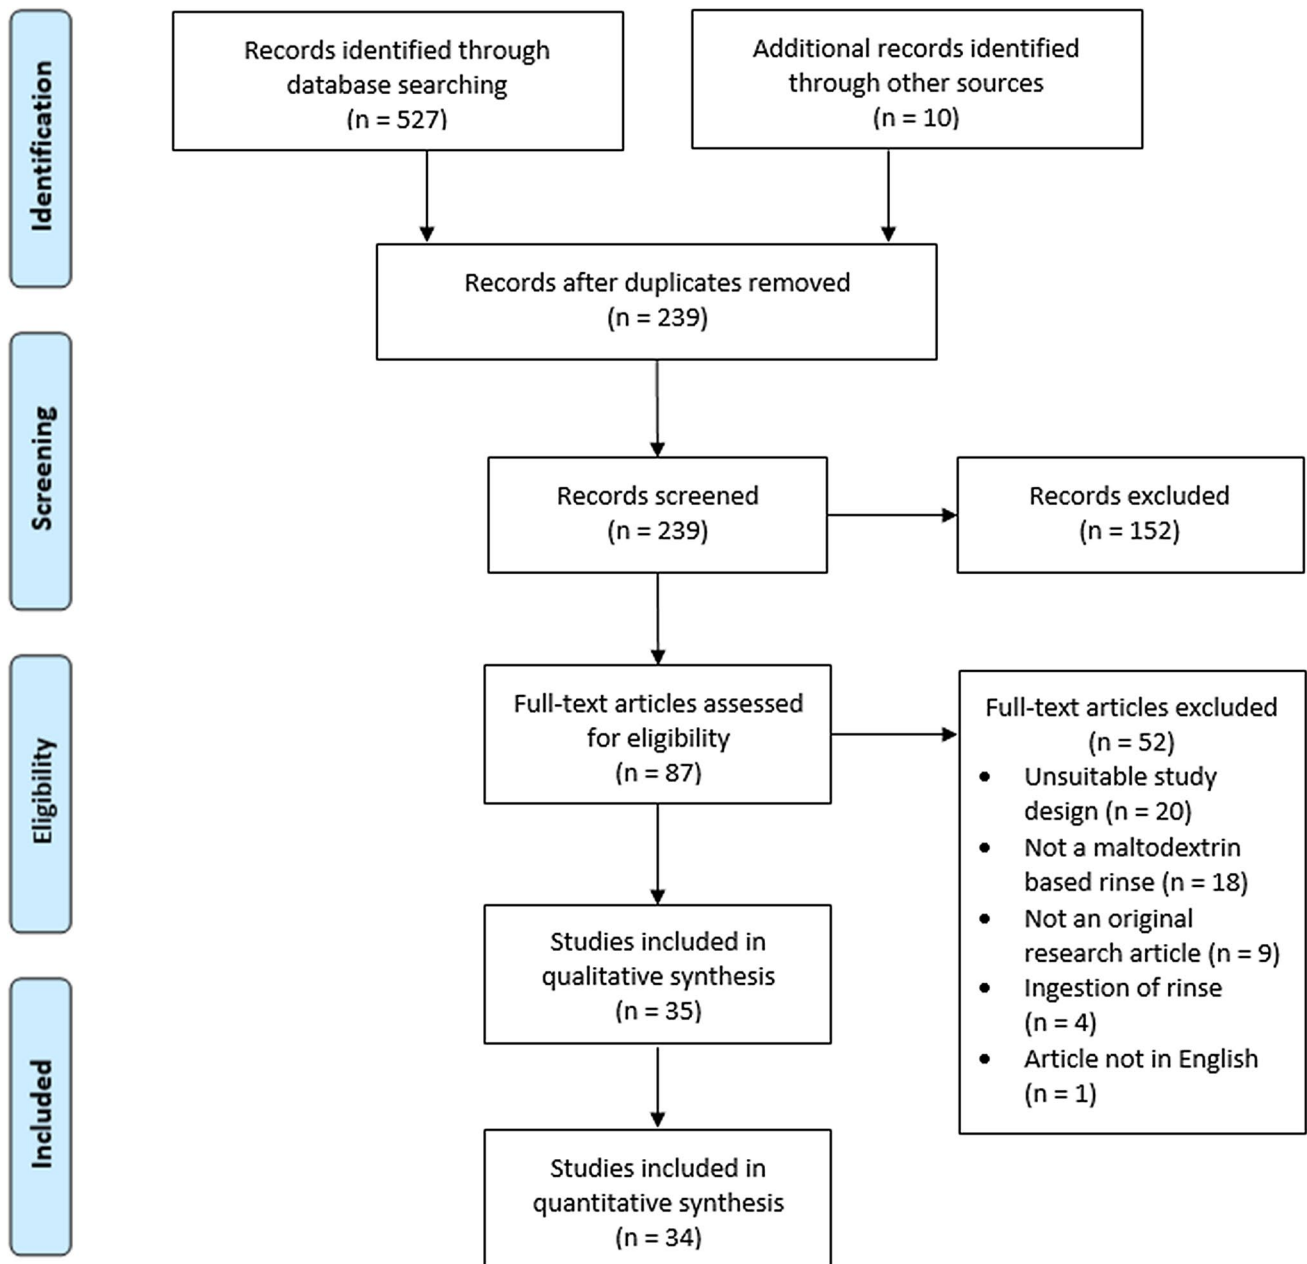 Identification
Records identified through
database searching
(n = 527)
Additional records identified
through other sources
(n = 10)
Records after duplicates removed
(n = 239)
Screening
Records screened
(n = 239)
Records excluded
(n = 152)
Eligibility
Full-text articles assessed
for eligibility
(n = 87)
Full-text articles excluded
(n = 52)
• Unsuitable study
design (n = 20)
• Not a maltodextrin
based rinse (n = 18)
• Not an original
research article (n = 9)
• Ingestion of rinse
(n = 4)
• Article not in English
(n = 1)
Included
Studies included in
qualitative synthesis
(n = 35)
Studies included in
quantitative synthesis
(n = 34)